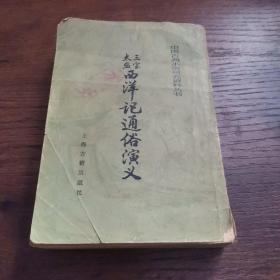 中国古典小说研究资料丛书
三宝太监西洋记通俗演义
上海古籍出版社